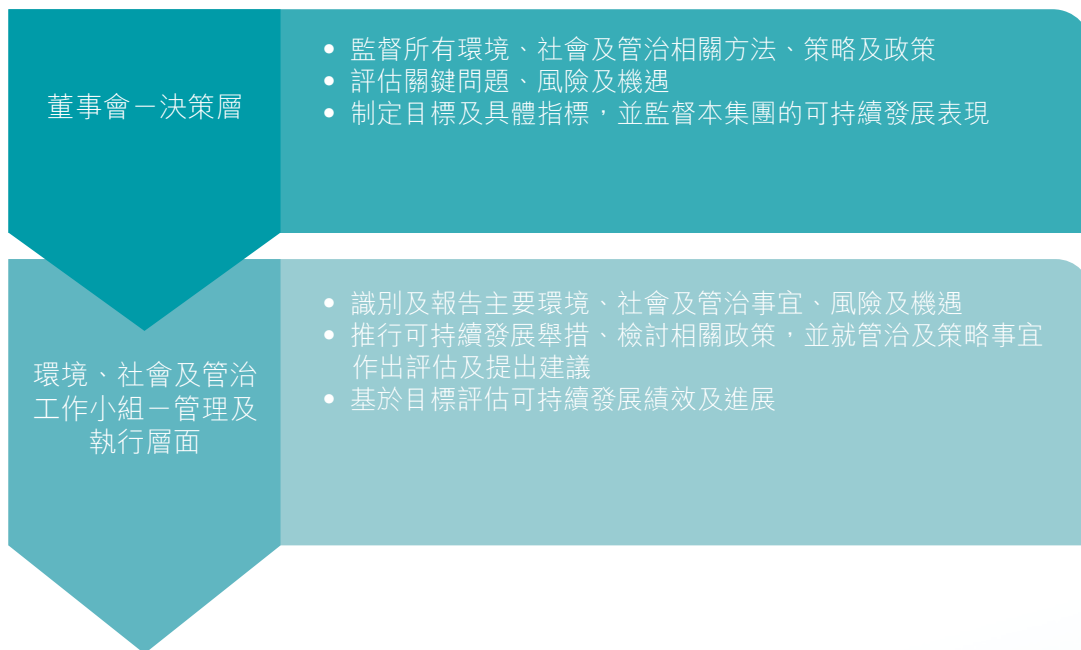 董事會－決策層
• 監督所有環境、社會及管治相關方法、策略及政策
• 評估關鍵問題、風險及機遇
• 制定目標及具體指標，並監督本集團的可持續發展表現
環境、社會及管治
工作小組－管理及
執行層面
• 識別及報告主要環境、社會及管治事宜、風險及機遇
• 推行可持續發展舉措、檢討相關政策，並就管治及策略事宜
作出評估及提出建議
• 基於目標評估可持續發展績效及進展